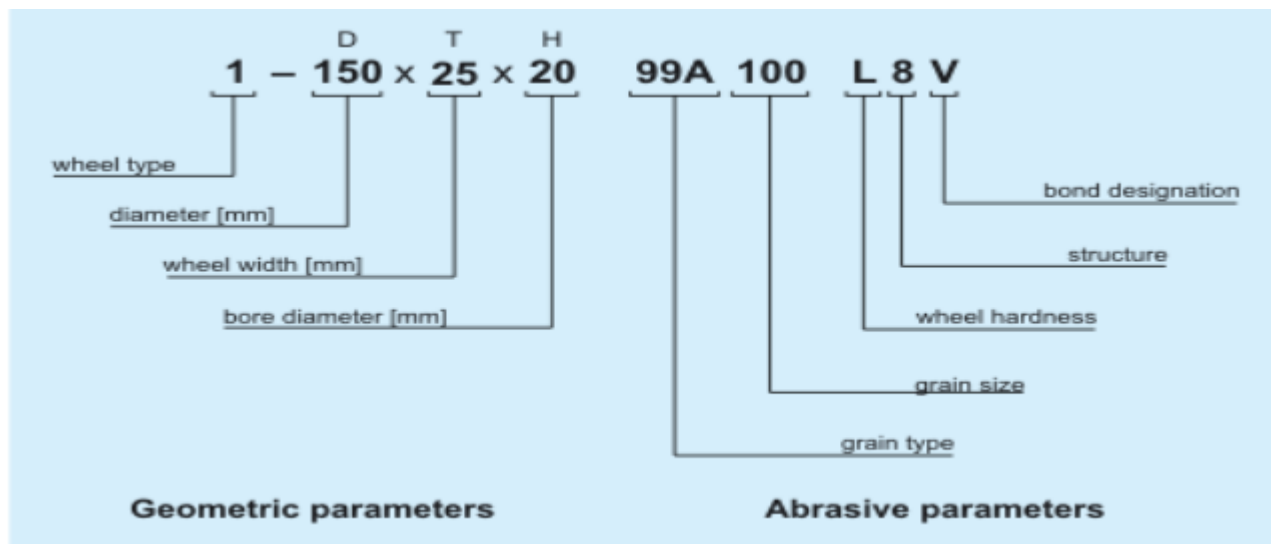 D T H
1 – 150 x 25 x 20 99A 100 L 8 V
wheel type
bond designation
diameter [mm]
structure
wheel width [mm]
bore diameter [mm]
wheel hardness
grain size
grain type
Geometric parameters
Abrasive parameters